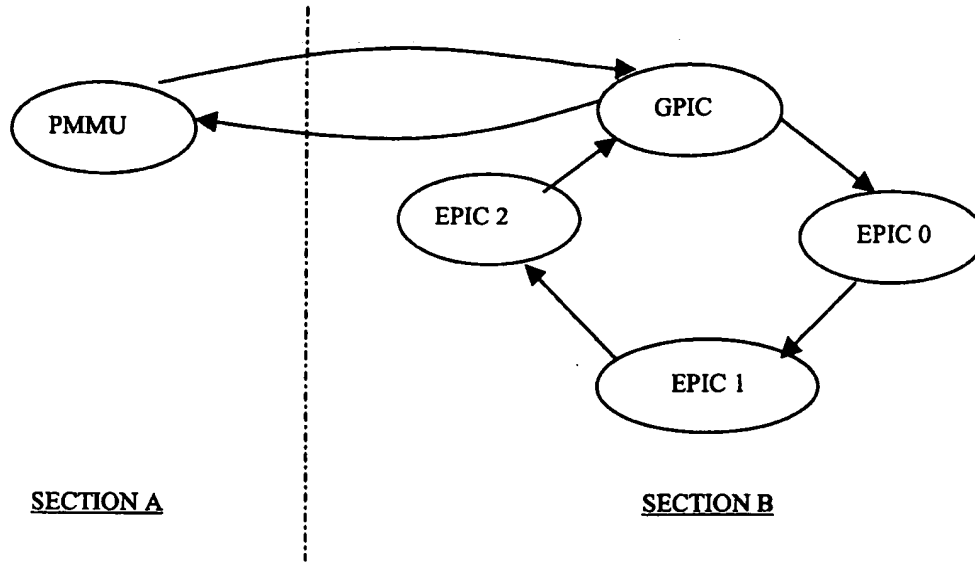 PMMU
GPIC
EPIC 2
EPIC 0
EPIC 1
SECTION A
SECTION B